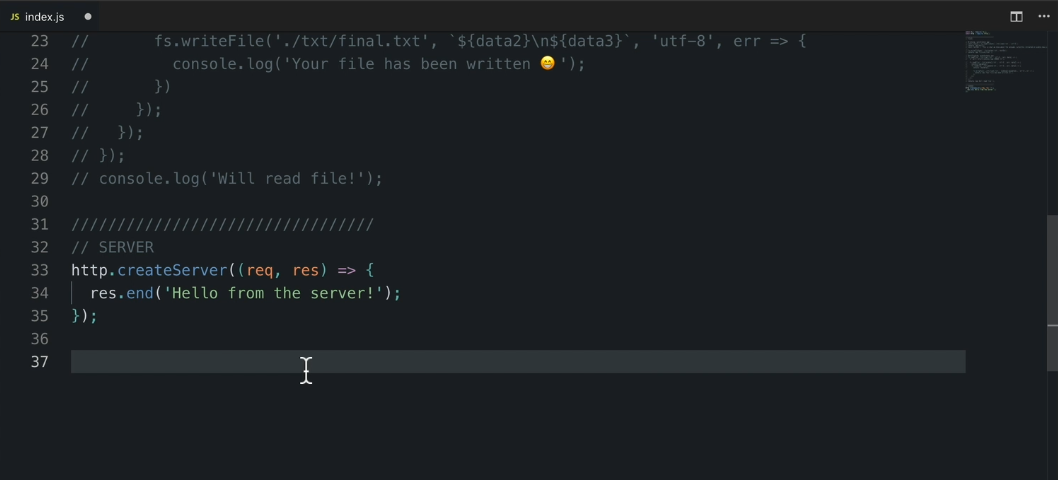 JS index.js
23 //       fs.writeFile('./txt/final.txt', `${data2}\n${data3}`, 'utf-8', err => {
24 //         console.log('Your file has been written 😁');
25 //       })
26 //     });
27 //   });
28 // });
29 // console.log('Will read file!');
30
31 /////////////////////////////////
32 // SERVER
33 http.createServer((req, res) => {
34   res.end('Hello from the server!');
35 });
36
37